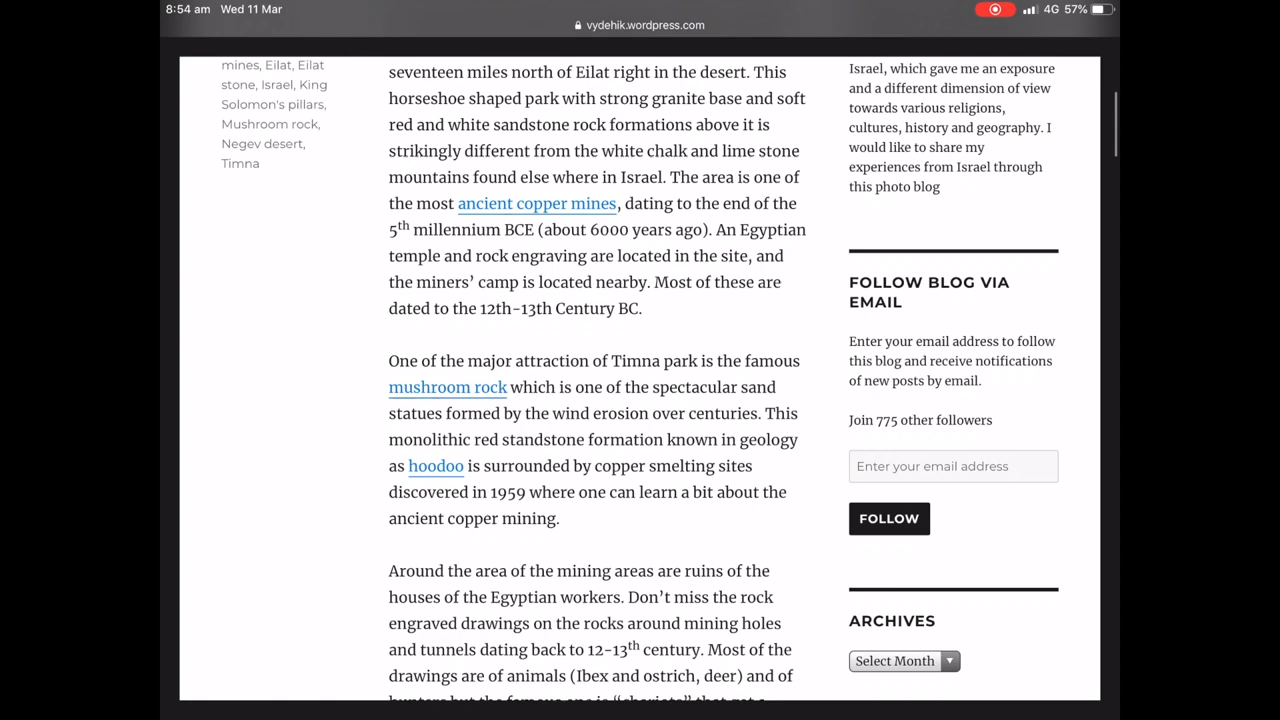 8:54 am Wed 11 Mar
4G 57%
vydehik.wordpress.com
mines, Eilat, Eilat
stone, Israel, King
Solomon's pillars,
Mushroom rock,
Negev desert,
Timna
seventeen miles north of Eilat right in the desert. This
horseshoe shaped park with strong granite base and soft
red and white sandstone rock formations above it is
strikingly different from the white chalk and lime stone
mountains found else where in Israel. The area is one of
the most ancient copper mines, dating to the end of the
5th millennium BCE (about 6000 years ago). An Egyptian
temple and rock engraving are located in the site, and
the miners’ camp is located nearby. Most of these are
dated to the 12th-13th Century BC.
One of the major attraction of Timna park is the famous
mushroom rock which is one of the spectacular sand
statues formed by the wind erosion over centuries. This
monolithic red standstone formation known in geology
as hoodoo is surrounded by copper smelting sites
discovered in 1959 where one can learn a bit about the
ancient copper mining.
Around the area of the mining areas are ruins of the
houses of the Egyptian workers. Don’t miss the rock
engraved drawings on the rocks around mining holes
and tunnels dating back to 12-13th century. Most of the
drawings are of animals (Ibex and ostrich, deer) and of
hunters but the famous one is “chariots” that get a
Israel, which gave me an exposure
and a different dimension of view
towards various religions,
cultures, history and geography. I
would like to share my
experiences from Israel through
this photo blog
FOLLOW BLOG VIA
EMAIL
Enter your email address to follow
this blog and receive notifications
of new posts by email.
Join 775 other followers
Enter your email address
FOLLOW
ARCHIVES
Select Month